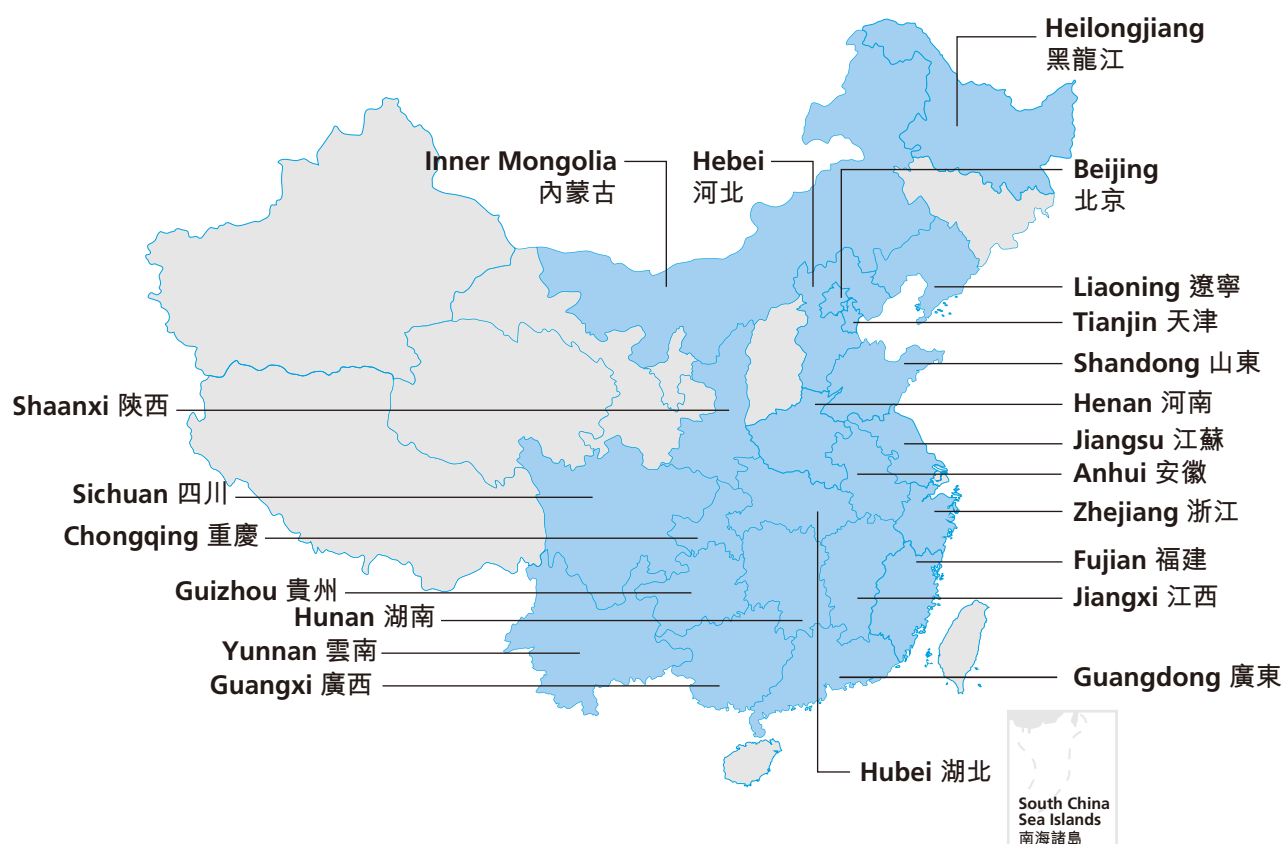 Heilongjiang
黑龍江
Inner Mongolia
內蒙古
Hebei
河北
Beijing
北京
Liaoning 遼寧
Tianjin 天津
Shandong 山東
Shaanxi 陝西
Henan 河南
Jiangsu 江蘇
Anhui 安徽
Sichuan 四川
Zhejiang 浙江
Chongqing 重慶
Fujian 福建
Guizhou 貴州
Jiangxi 江西
Hunan 湖南
Yunnan 雲南
Guangxi 廣西
Guangdong 廣東
Hubei 湖北
South China
Sea Islands
南海諸島